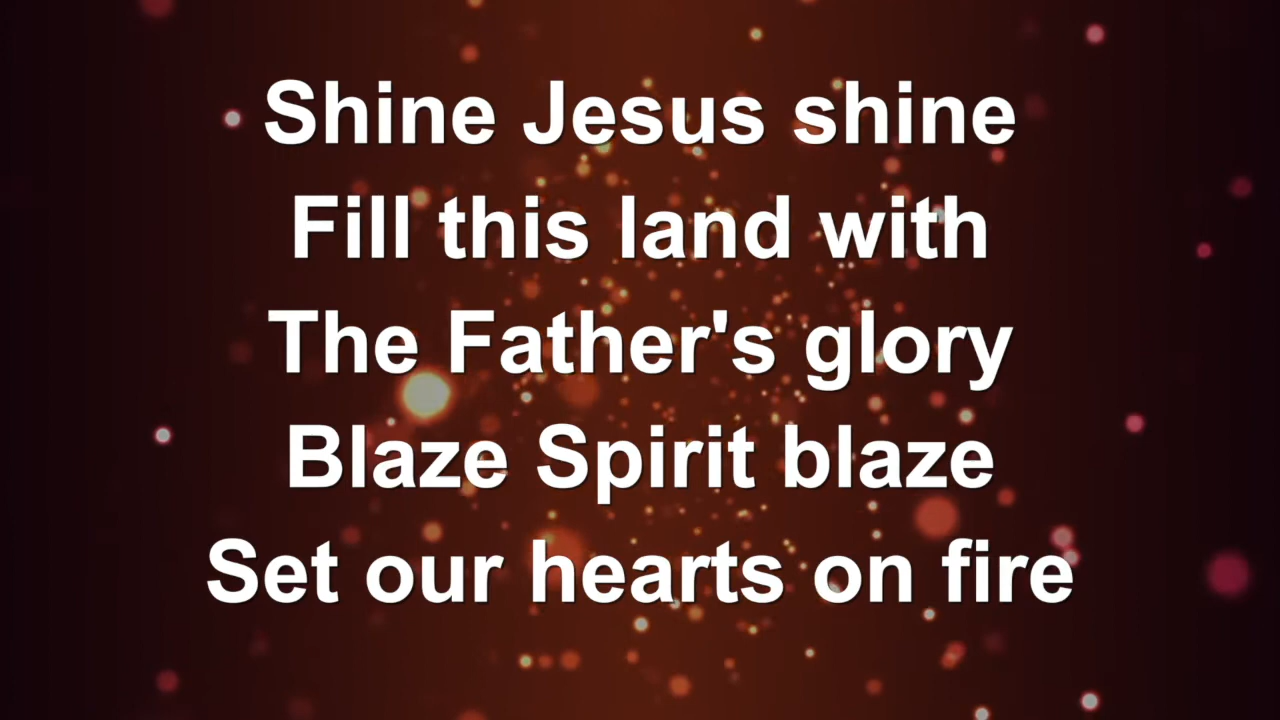 Shine Jesus shine
Fill this land with
The Father's glory
Blaze Spirit blaze
Set our hearts on fire